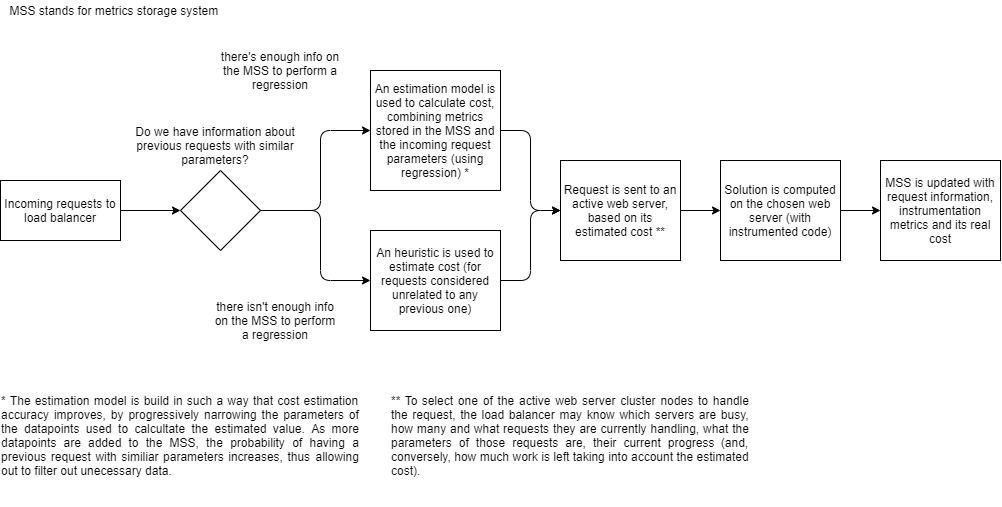 MSS stands for metrics storage system
there's enough info on
the MSS to perform a
regression
An estimation model is
used to calculate cost,
combining metrics
stored in the MSS and
the incoming request
parameters (using
regression) *
Do we have information about
previous requests with similar
parameters?
Incoming requests to
load balancer
Request is sent to an
active web server,
based on its
estimated cost **
Solution is computed
on the chosen web
server (with
instrumented code)
MSS is updated with
request information,
instrumentation
metrics and its real
cost
An heuristic is used to
estimate cost (for
requests considered
unrelated to any
previous one)
there isn't enough info
on the MSS to perform
a regression
* The estimation model is build in such a way that cost estimation
accuracy improves, by progressively narrowing the parameters of
the datapoints used to calcultate the estimated value. As more
datapoints are added to the MSS, the probability of having a
previous request with similiar parameters increases, thus allowing
out to filter out unecessary data.
** To select one of the active web server cluster nodes to handle
the request, the load balancer may know which servers are busy,
how many and what requests they are currently handling, what the
parameters of those requests are, their current progress (and,
conversely, how much work is left taking into account the estimated
cost).